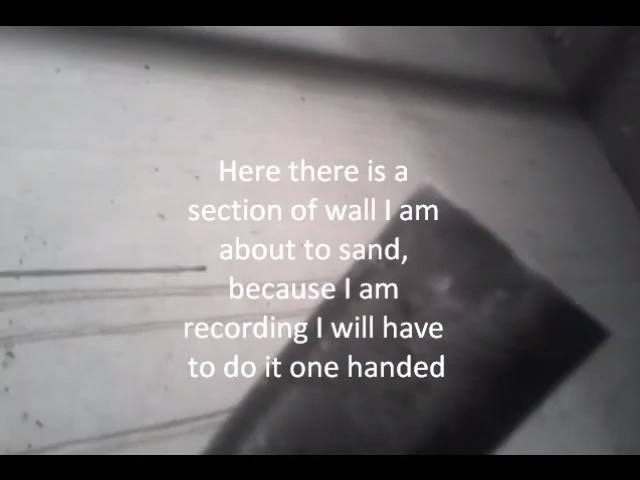 Here there is a
section of wall I am
about to sand,
because I am
recording I will have
to do it one handed